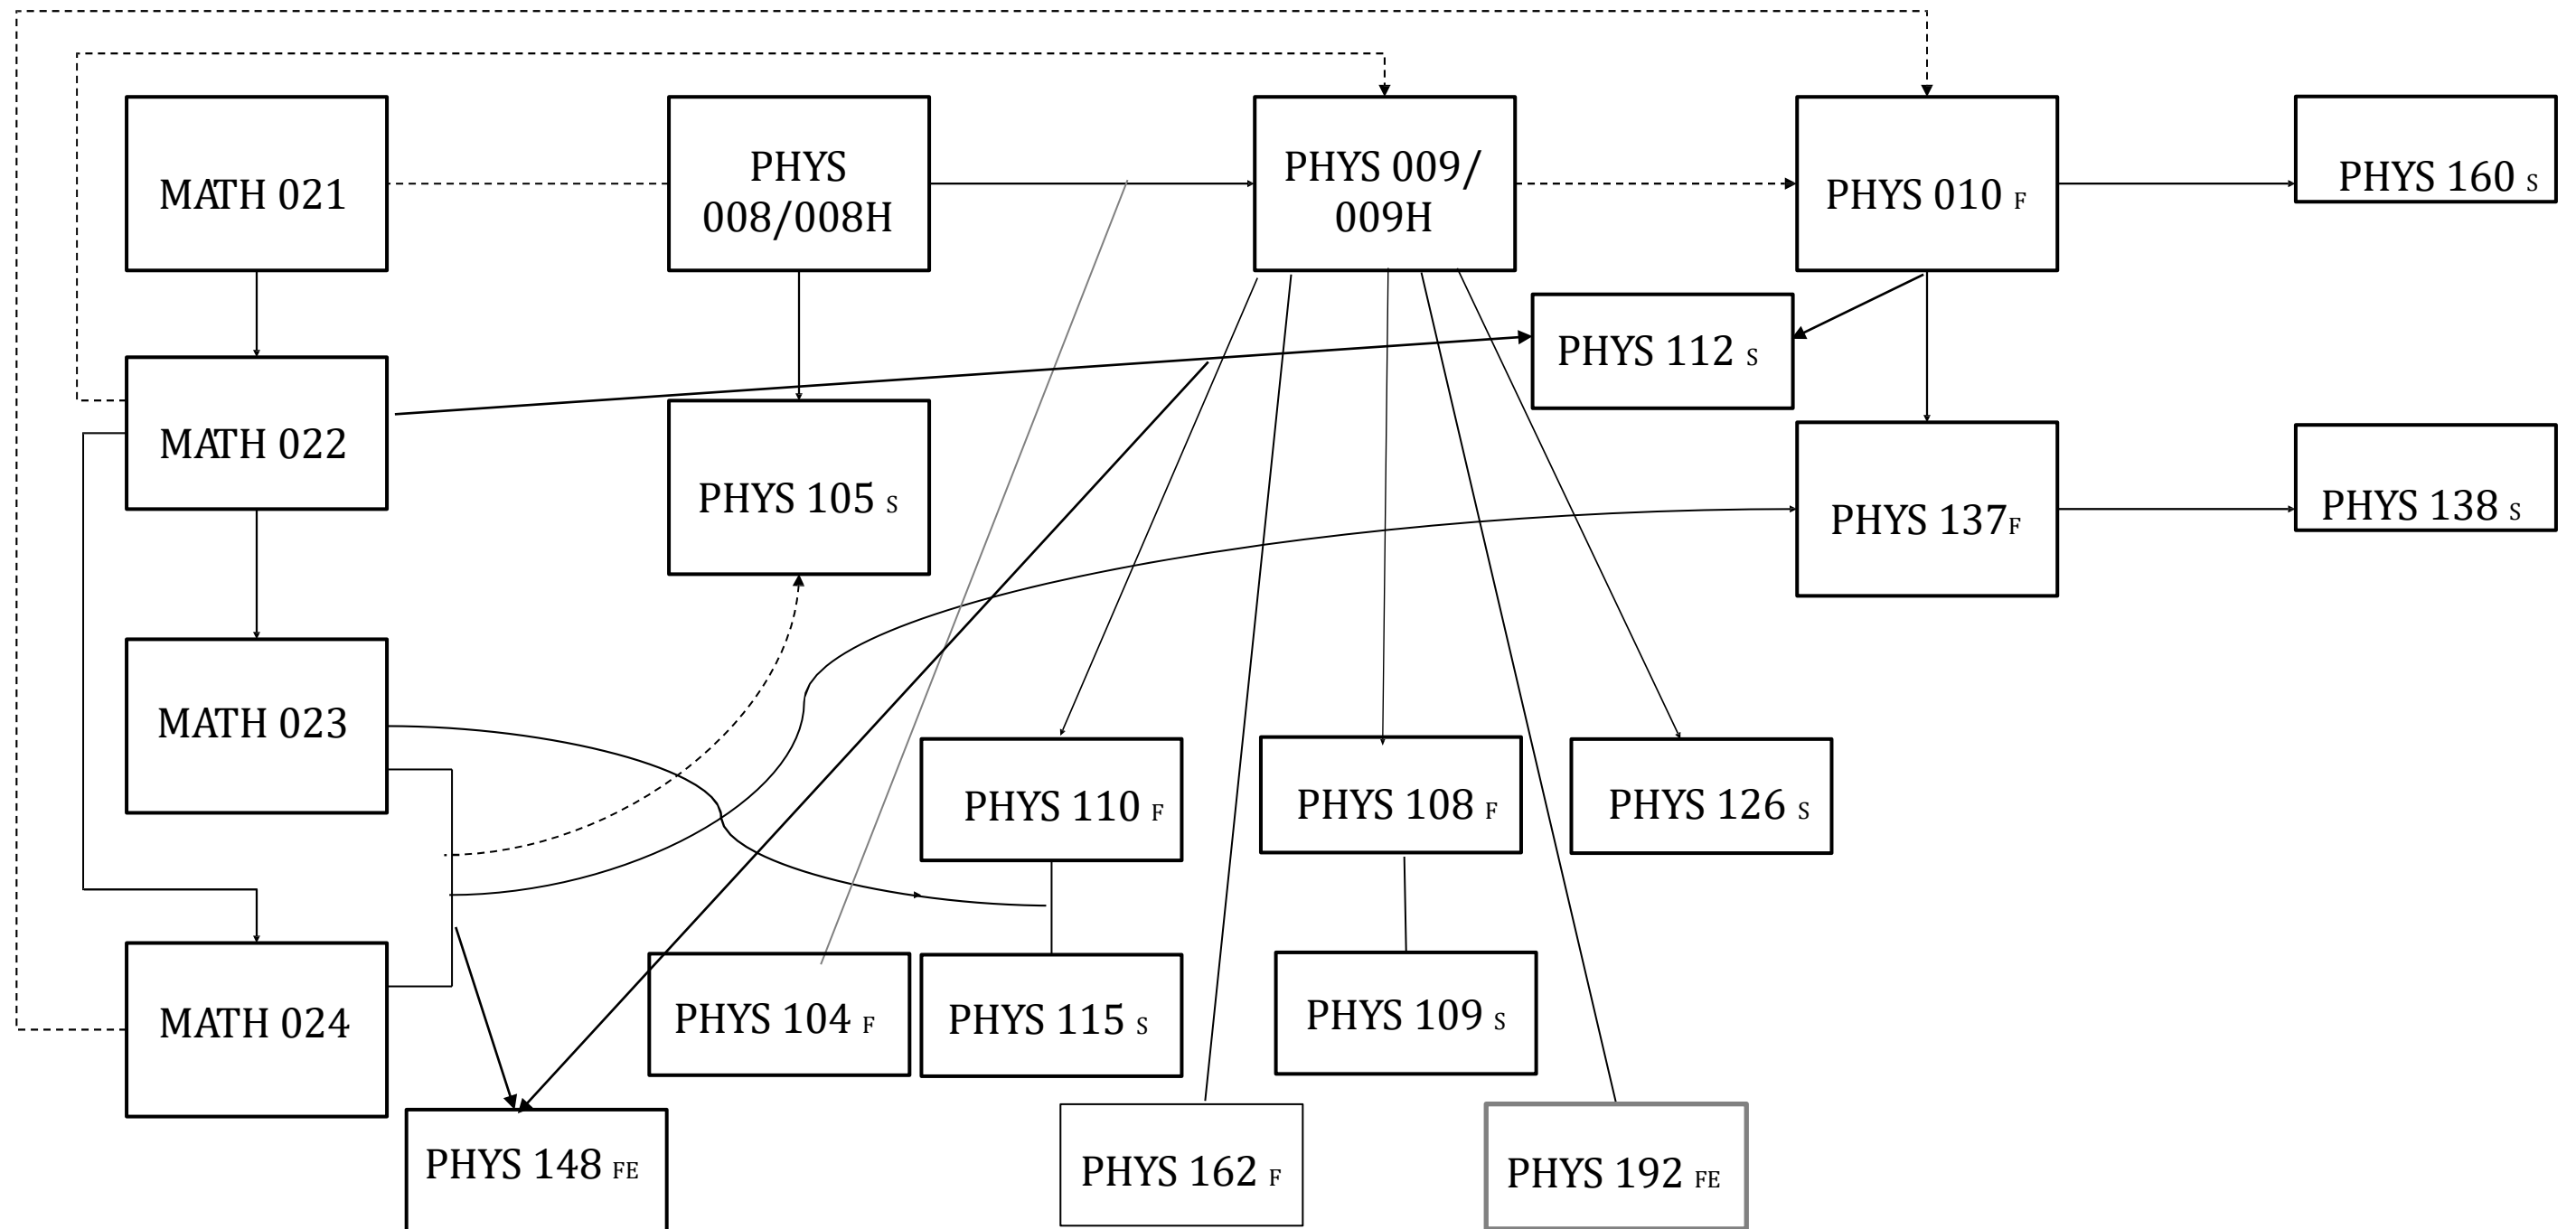 MATH 021
PHYS
008/008H
PHYS 009/
009H
PHYS 010 F
PHYS 160 S
PHYS 112 S
MATH 022
PHYS 105 S
PHYS 137F
PHYS 138 S
MATH 023
PHYS 110 F
PHYS 108 F
PHYS 126 S
MATH 024
PHYS 104 F
PHYS 115 S
PHYS 109 S
PHYS 148 FE
PHYS 162 F
PHYS 192 FE